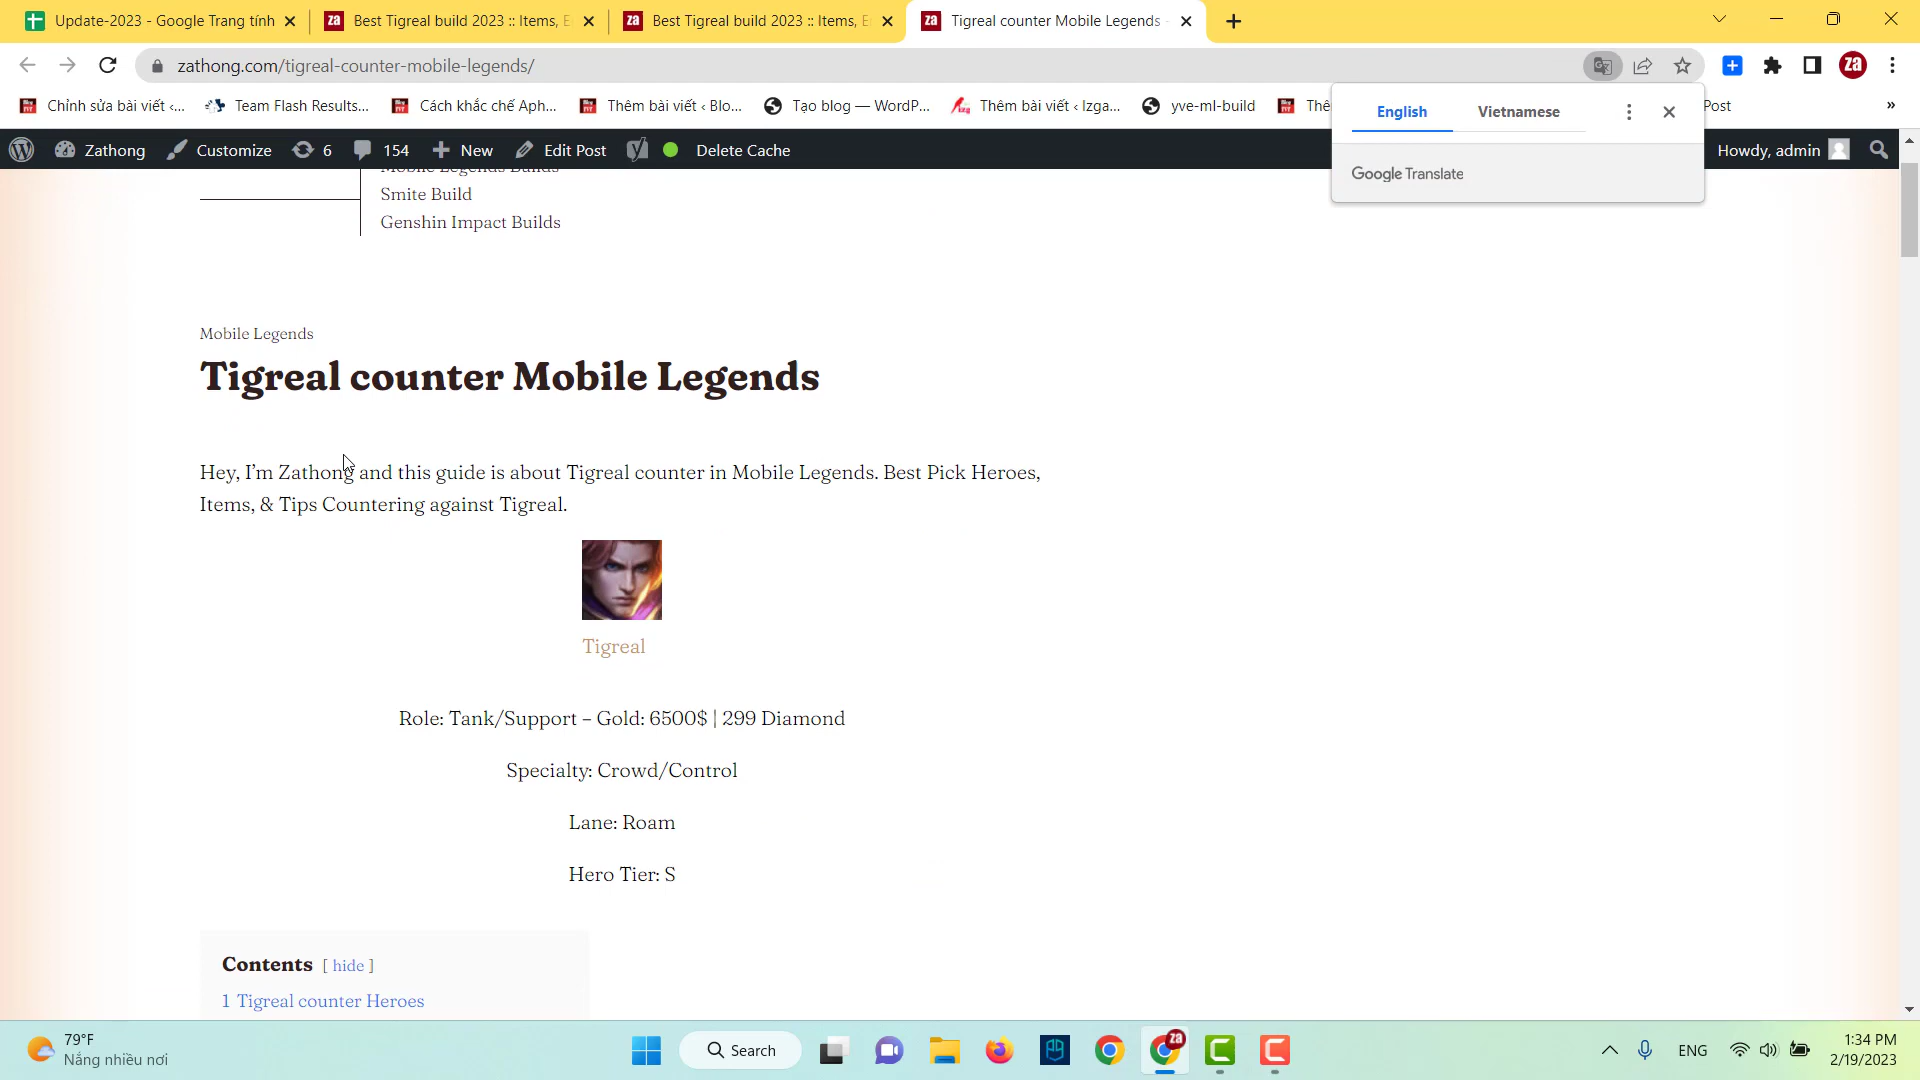 Update-2023 - Google Trang tính
Best Tigreal build 2023 :: Items, E
Best Tigreal build 2023 :: Items, E
Tigreal counter Mobile Legends -
zathong.com/tigreal-counter-mobile-legends/
za
Chỉnh sửa bài viết ‹...
Team Flash Results...
Cách khắc chế Aph...
Thêm bài viết ‹ Blo...
Tạo blog — WordP...
Thêm bài viết ‹ Izga...
yve-ml-build
Post
English
Vietnamese
Google Translate
Zathong
Customize
6
154
New
Edit Post
Delete Cache
Howdy, admin
Mobile Legends Builds
Smite Build
Genshin Impact Builds
Mobile Legends
Tigreal counter Mobile Legends
Hey, I’m Zathong and this guide is about Tigreal counter in Mobile Legends. Best Pick Heroes,
Items, & Tips Countering against Tigreal.
Tigreal
Role: Tank/Support – Gold: 6500$ | 299 Diamond
Specialty: Crowd/Control
Lane: Roam
Hero Tier: S
Contents [ hide ]
1 Tigreal counter Heroes
79°F
Nắng nhiều nơi
Search
ENG
1:34 PM
2/19/2023